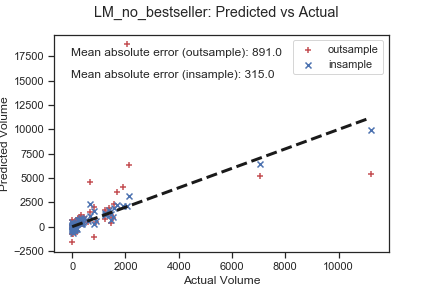 LM_no_bestseller: Predicted vs Actual
17500
15000
12500
10000
7500
5000
2500
0
−2500
Predicted Volume
Mean absolute error (outsample): 891.0
Mean absolute error (insample): 315.0
outsample
insample
0
2000
4000
6000
8000
10000
Actual Volume